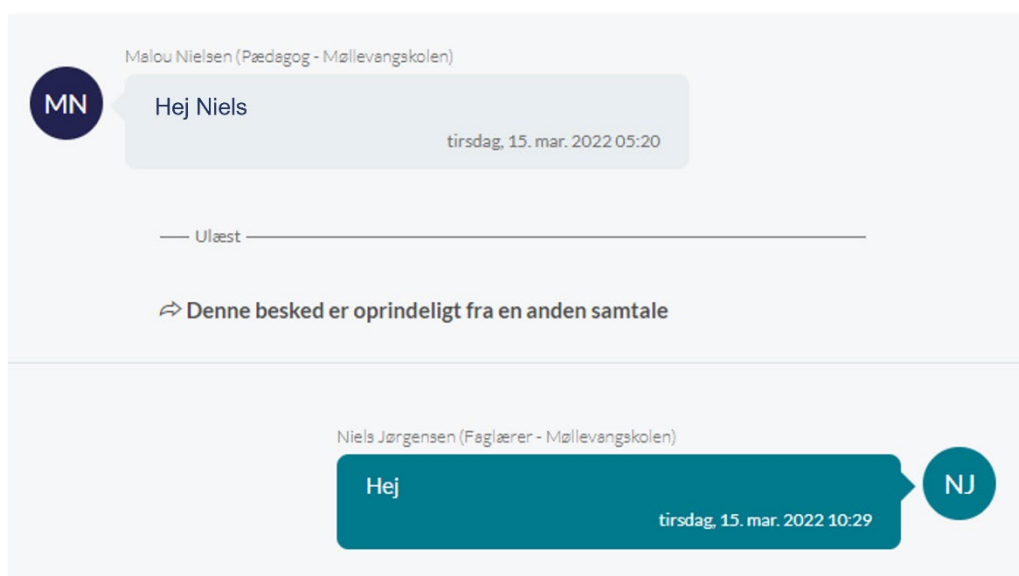 Malou Nielsen (Pædagog - Møllevangskolen)
MN
Hej Niels
tirsdag, 15. mar. 2022 05:20
Ulæst
Denne besked er oprindeligt fra en anden samtale
Niels Jørgensen (Faglærer - Møllevangskolen)
Hej
NJ
tirsdag, 15. mar. 2022 10:29